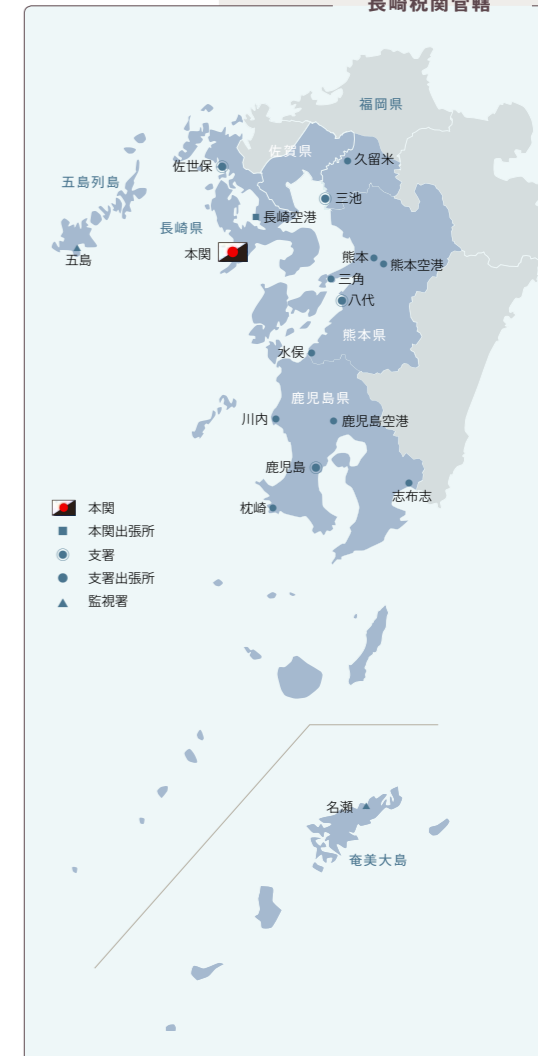 長崎税関管轄
福岡県
佐賀県
久留米
佐世保
五島列島
三池
長崎空港
長崎県
本関
五島
熊本
熊本空港
三角
八代
熊本県
水俣
鹿児島県
川内
鹿児島空港
鹿児島
志布志
枕崎
本関
本関出張所
支署
支署出張所
監視署
名瀬
奄美大島